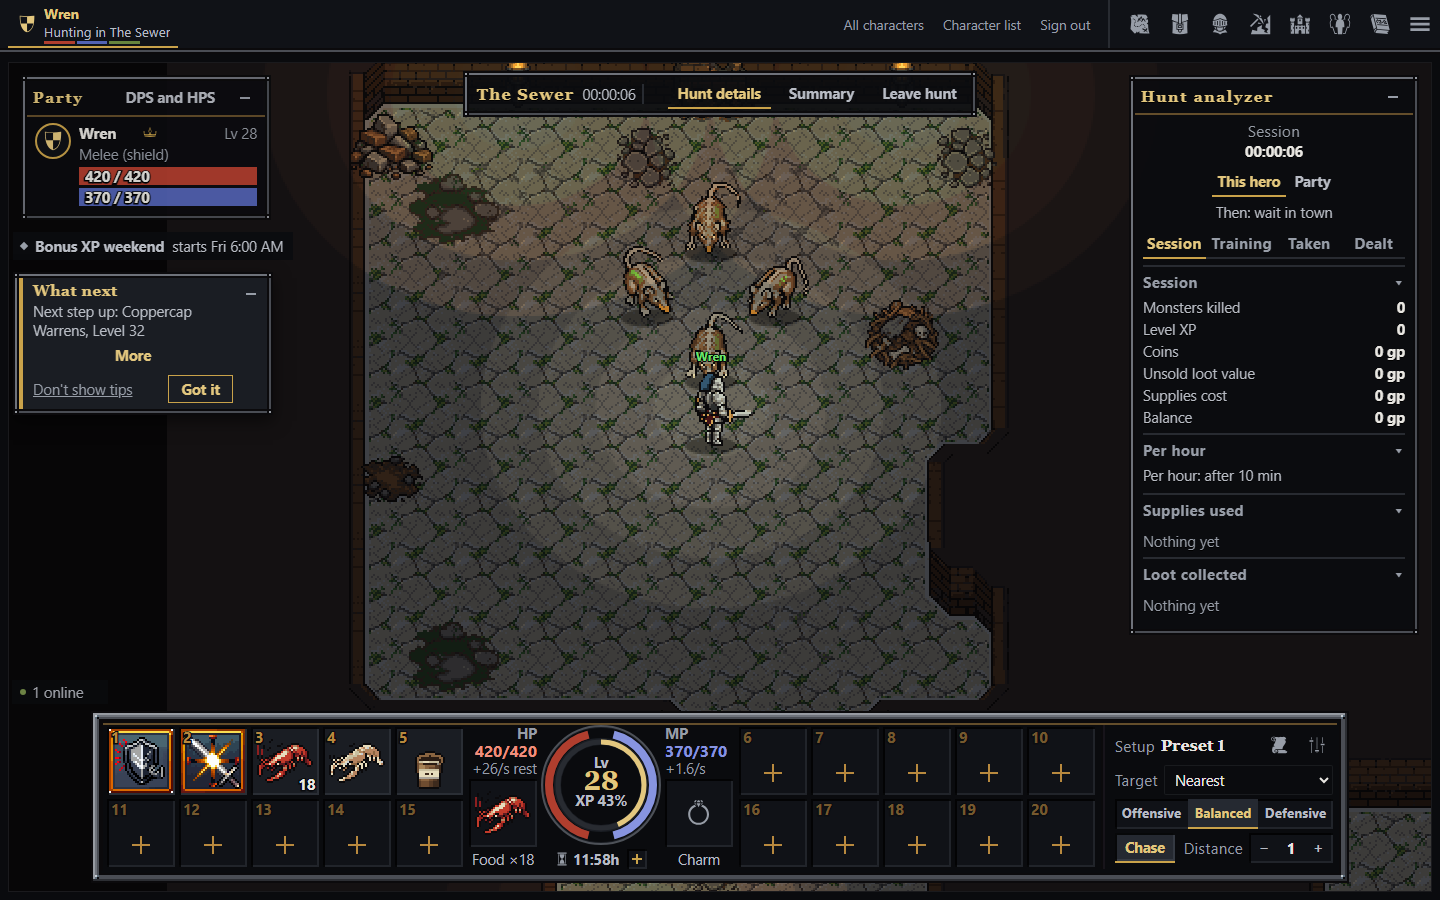 Wren
Hunting in The Sewer
All characters
Character list
Sign out
Party
DPS and HPS
Wren
Lv 28
Melee (shield)
420 / 420
370 / 370
Bonus XP weekend starts Fri 6:00 AM
What next
Next step up: Coppercap
Warrens, Level 32
More
Don't show tips
Got it
1 online
The Sewer 00:00:06
Hunt details
Summary
Leave hunt
Wren
Hunt analyzer
Session
00:00:06
This hero
Party
Then: wait in town
Session
Training
Taken
Dealt
Session
Monsters killed 0
Level XP 0
Coins 0 gp
Unsold loot value 0 gp
Supplies cost 0 gp
Balance 0 gp
Per hour
Per hour: after 10 min
Supplies used
Nothing yet
Loot collected
Nothing yet
1
2
3
18
4
5
11
12
13
14
15
HP
420/420
+26/s rest
Food ×18
Lv
28
XP 43%
11:58h
+
MP
370/370
+1.6/s
Charm
6
7
8
9
10
16
17
18
19
20
Setup Preset 1
Target Nearest
Offensive
Balanced
Defensive
Chase
Distance
− 1 +